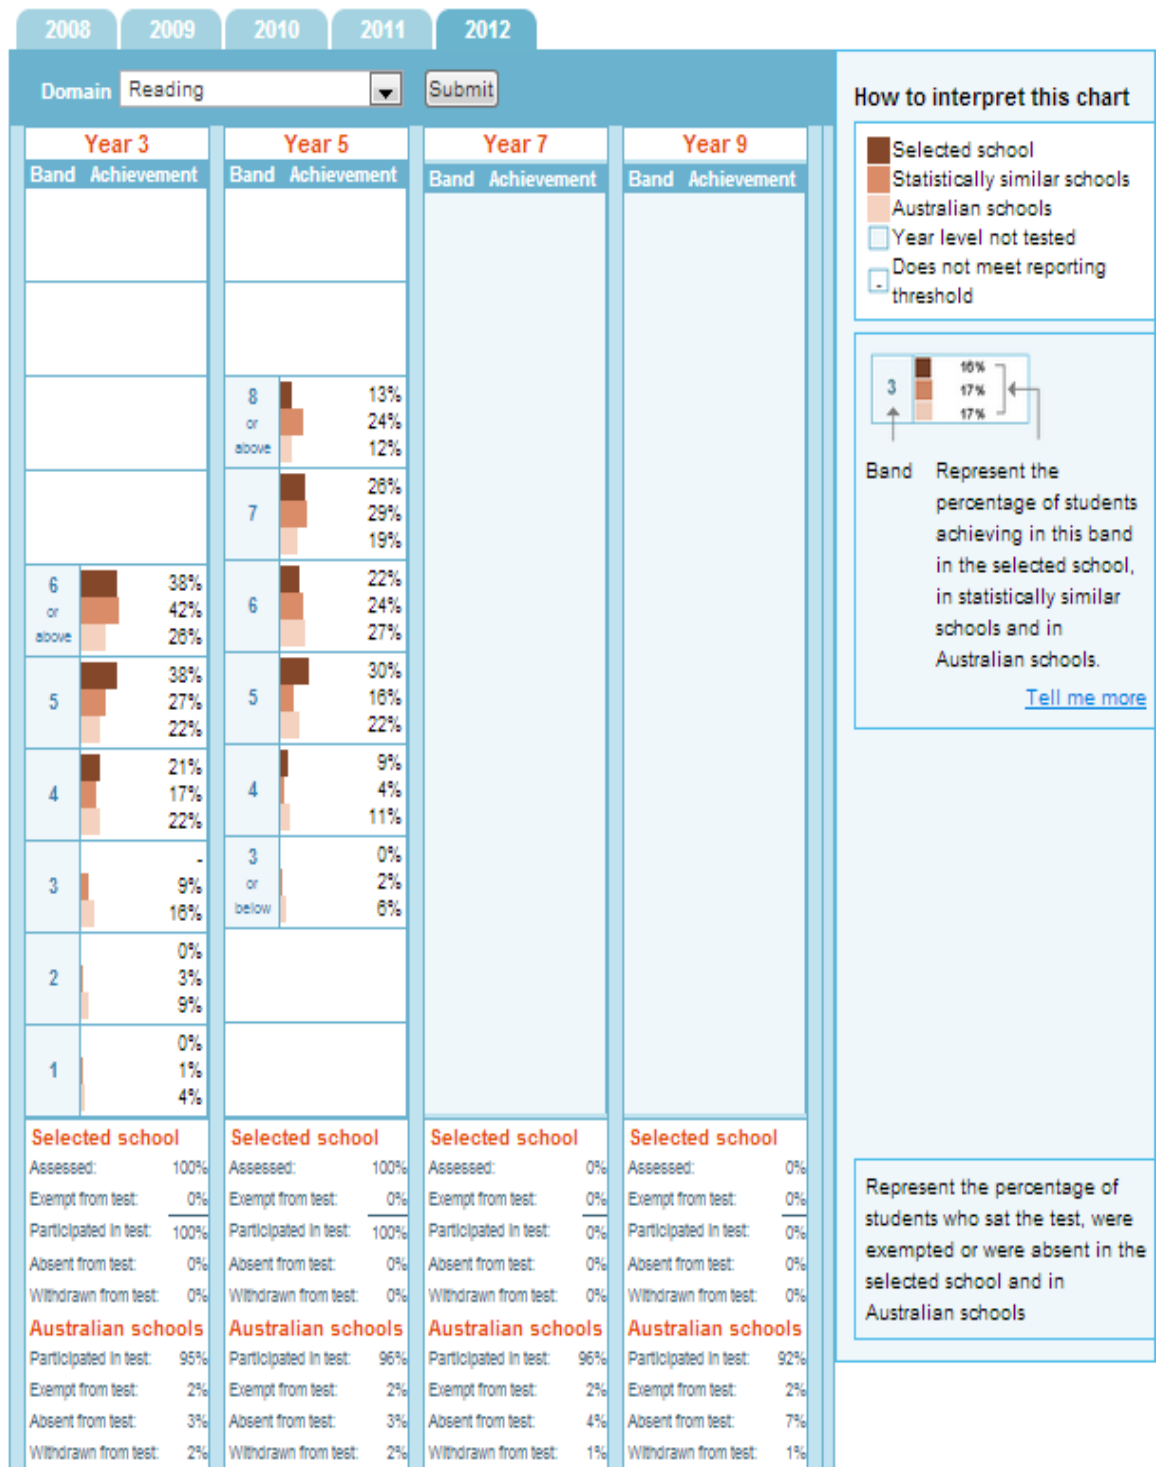 2008 2009 2010 2011 2012
Domain Reading Submit
How to interpret this chart
Selected school
Statistically similar schools
Australian schools
Year level not tested
Does not meet reporting
threshold
16%
3 17%
17%
Band Represent the
percentage of students
achieving in this band
in the selected school,
in statistically similar
schools and in
Australian schools.
Tell me more
Year 3 Year 5 Year 7 Year 9
Band Achievement Band Achievement Band Achievement Band Achievement
8 13%
or 24%
above 12%
26%
7 29%
19%
6 38% 22%
or 42% 6 24%
above 26% 27%
38% 30%
5 27% 5 16%
22% 22%
21% 9%
4 17% 4 4%
22% 11%
- 3 0%
3 9% or 2%
16% below 6%
0%
2 3%
9%
0%
1 1%
4%
Selected school Selected school Selected school Selected school
Assessed: 100% Assessed: 100% Assessed: 0% Assessed: 0%
Exempt from test: 0% Exempt from test: 0% Exempt from test: 0% Exempt from test: 0%
Participated in test: 100% Participated in test: 100% Participated in test: 0% Participated in test: 0%
Absent from test: 0% Absent from test: 0% Absent from test: 0% Absent from test: 0%
Withdrawn from test: 0% Withdrawn from test: 0% Withdrawn from test: 0% Withdrawn from test: 0%
Australian schools Australian schools Australian schools Australian schools
Participated in test: 95% Participated in test: 96% Participated in test: 96% Participated in test: 92%
Exempt from test: 2% Exempt from test: 2% Exempt from test: 2% Exempt from test: 2%
Absent from test: 3% Absent from test: 3% Absent from test: 4% Absent from test: 7%
Withdrawn from test: 2% Withdrawn from test: 2% Withdrawn from test: 1% Withdrawn from test: 1%
Represent the percentage of
students who sat the test, were
exempted or were absent in the
selected school and in
Australian schools